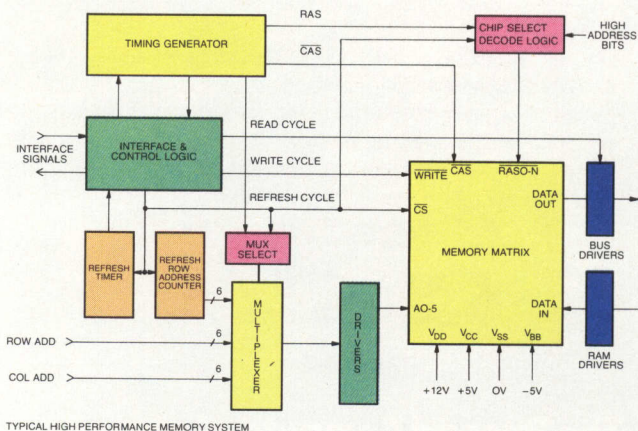 RAS
TIMING GENERATOR
CAS
CHIP SELECT
DECODE LOGIC
HIGH
ADDRESS
BITS
READ CYCLE
INTERFACE
SIGNALS
INTERFACE &
CONTROL LOGIC
WRITE CYCLE
REFRESH CYCLE
WRITE
CAS
RASO-N
DATA
OUT
CS
MEMORY MATRIX
BUS
DRIVERS
REFRESH
TIMER
REFRESH
ROW
ADDRESS
COUNTER
MUX
SELECT
6
MULTIPLEXER
DRIVERS
AO-5
DATA
IN
ROW ADD
6
COL ADD
6
VDD
VCC
VSS
VBB
RAM
DRIVERS
+12V
+5V
OV
-5V
TYPICAL HIGH PERFORMANCE MEMORY SYSTEM